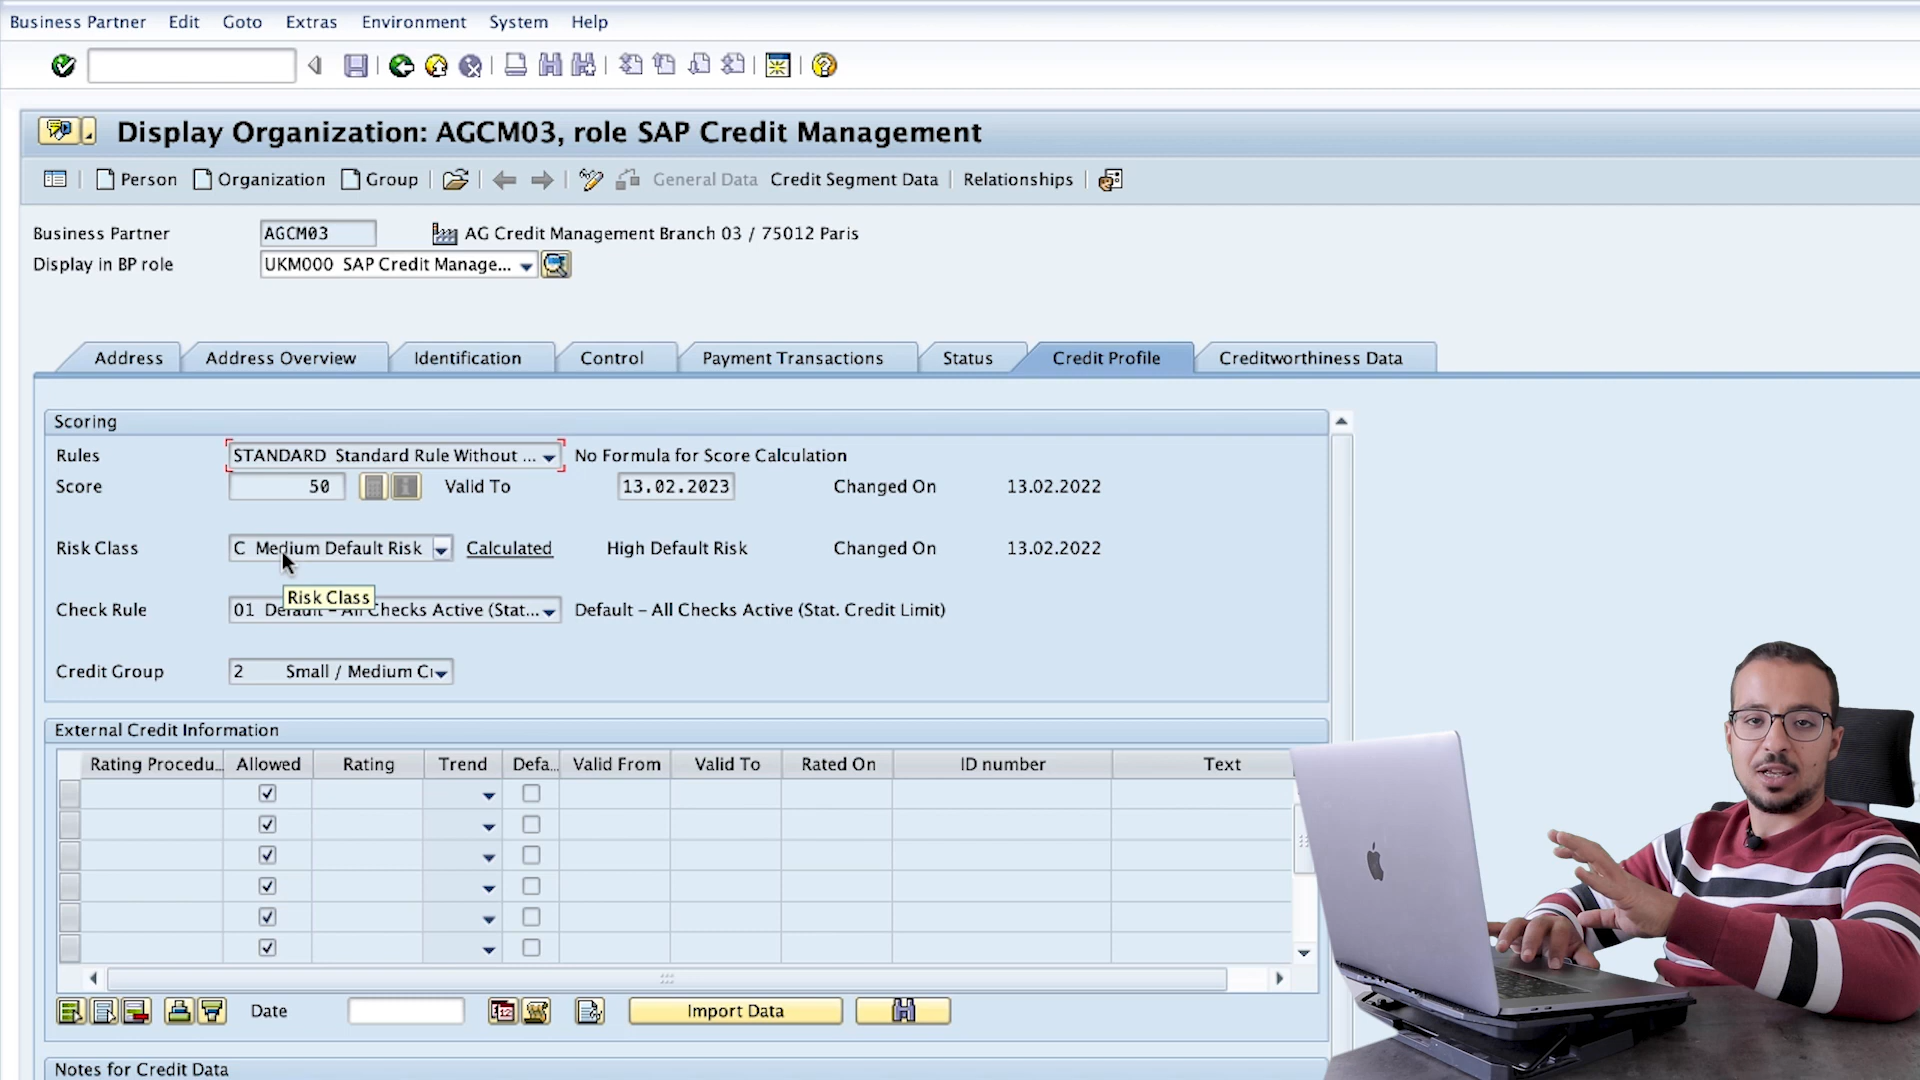 Business Partner Edit Goto Extras Environment System Help
Display Organization: AGCM03, role SAP Credit Management
Person Organization Group General Data Credit Segment Data Relationships
Business Partner AGCM03 AG Credit Management Branch 03 / 75012 Paris
Display in BP role UKM000 SAP Credit Manage...
Address Address Overview Identification Control Payment Transactions Status Credit Profile Creditworthiness Data
Scoring
Rules STANDARD Standard Rule Without ... No Formula for Score Calculation
Score 50 Valid To 13.02.2023 Changed On 13.02.2022
Risk Class C Medium Default Risk Calculated High Default Risk Changed On 13.02.2022
Risk Class
Check Rule 01 Default - All Checks Active (Stat... Default - All Checks Active (Stat. Credit Limit)
Credit Group 2 Small / Medium
External Credit Information
Rating Procedu... Allowed Rating Trend Defa... Valid From Valid To Rated On ID number Text
Date Import Data
Notes for Credit Data